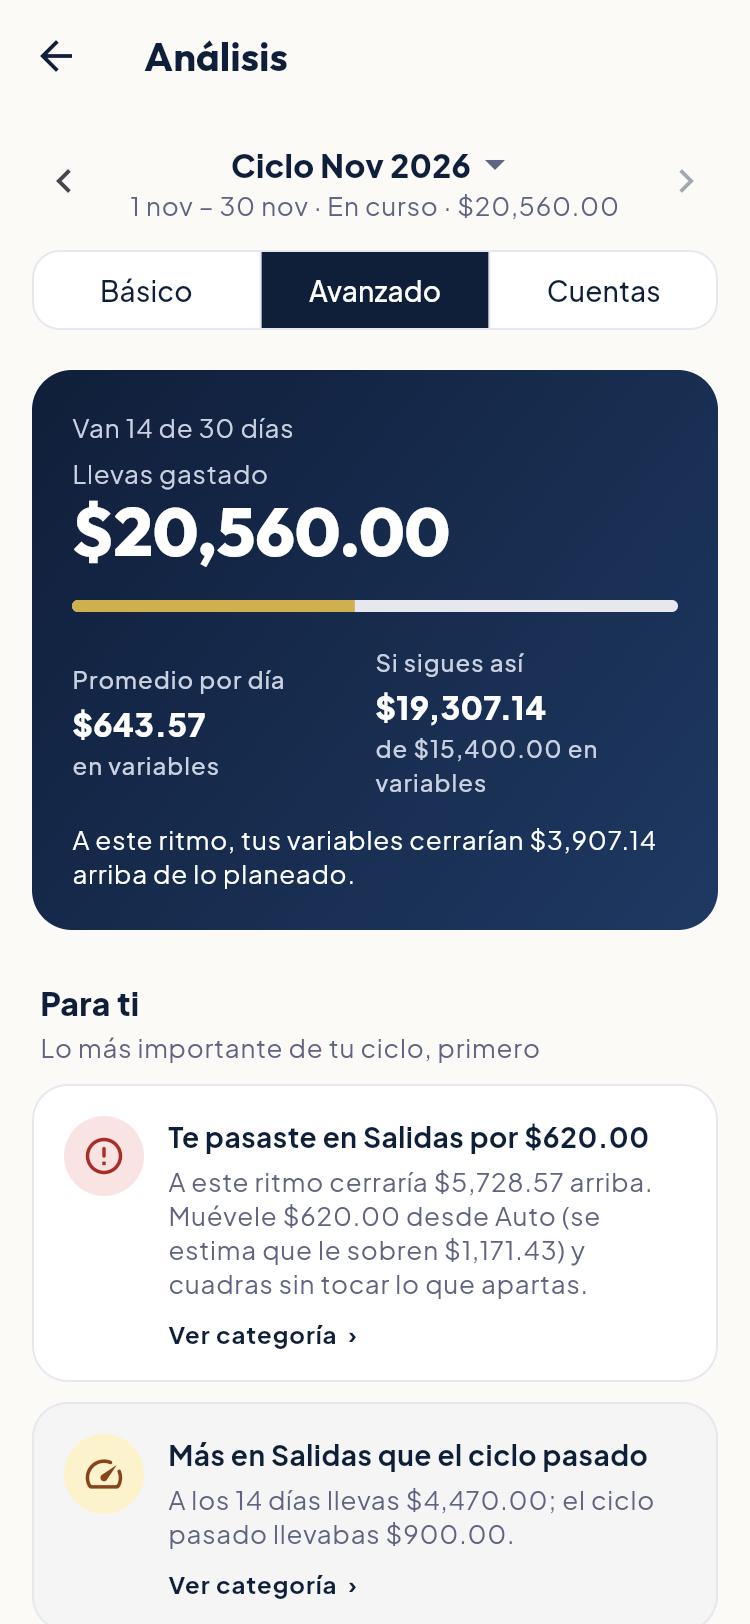 Análisis
Ciclo Nov 2026
1 nov – 30 nov · En curso · $20,560.00
Básico
Avanzado
Cuentas
Van 14 de 30 días
Llevas gastado
$20,560.00
Promedio por día
$643.57
en variables
Si sigues así
$19,307.14
de $15,400.00 en
variables
A este ritmo, tus variables cerrarían $3,907.14
arriba de lo planeado.
Para ti
Lo más importante de tu ciclo, primero
Te pasaste en Salidas por $620.00
A este ritmo cerraría $5,728.57 arriba.
Muévele $620.00 desde Auto (se
estima que le sobren $1,171.43) y
cuadras sin tocar lo que apartas.
Ver categoría ›
Más en Salidas que el ciclo pasado
A los 14 días llevas $4,470.00; el ciclo
pasado llevabas $900.00.
Ver categoría ›